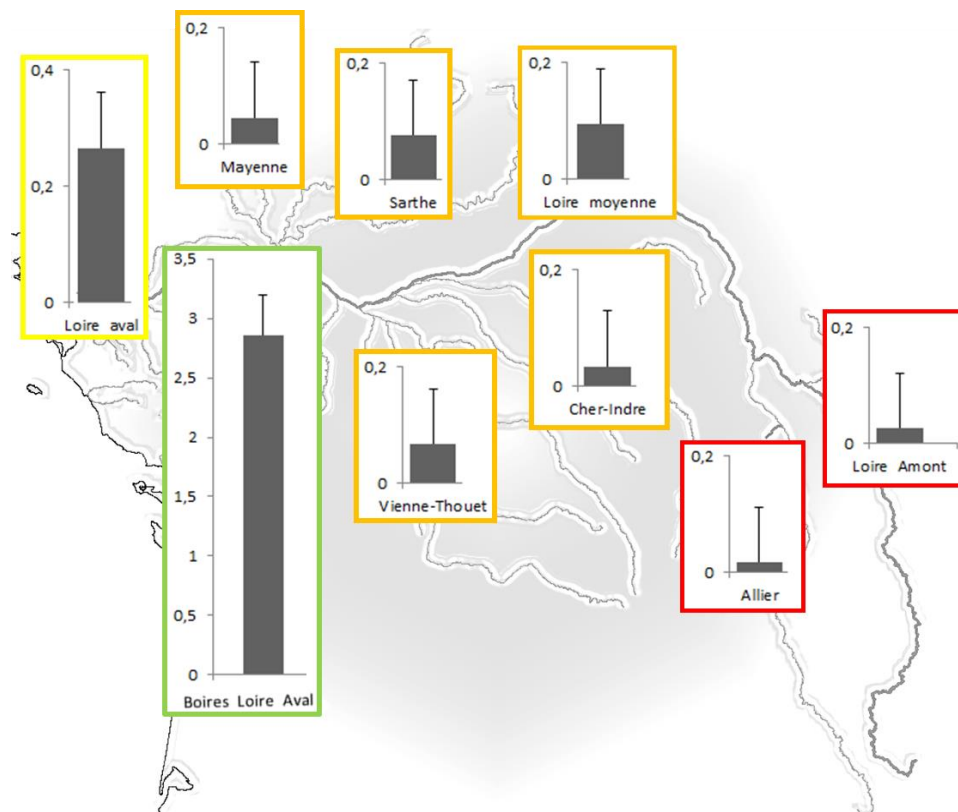 0,4
0,2
0
Loire aval
0,2
0
Mayenne
0,2
0
Sarthe
0,2
0
Loire moyenne
3,5
3
2,5
2
1,5
1
0,5
0
Boires Loire Aval
0,2
0
Vienne-Thouet
0,2
0
Cher-Indre
0,2
0
Allier
0,2
0
Loire Amont